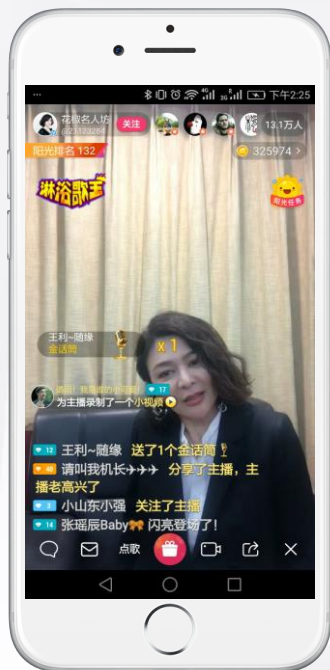 ... 下午2:25
花椒名人坊 关注 13.1万人
阳光排名 132 325974 >
淋浴歌王
阳光任务
王利~随缘
金话筒 x 1
17
为主播录制了一个小视频
12 王利~随缘 送了1个金话筒
48 请叫我机长✈✈✈ 分享了主播，主
播老高兴了
3 小山东小强 关注了主播
14 张瑶辰Baby🎀 闪亮登场了！
点歌